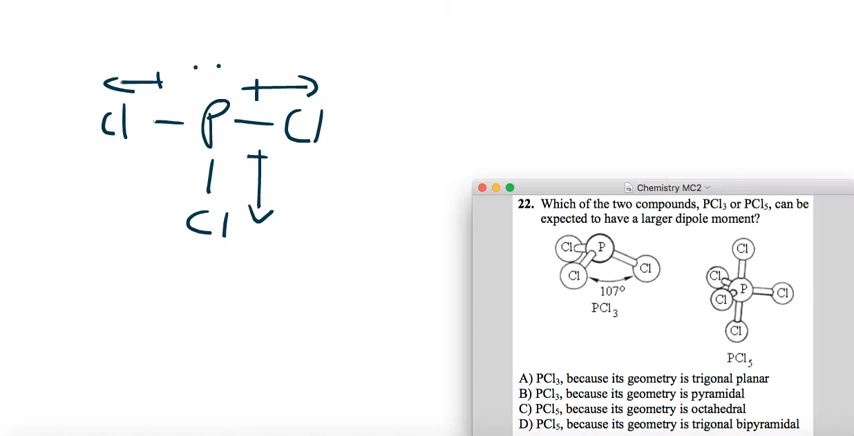 Cl — P — Cl
Cl
Chemistry MC2
22. Which of the two compounds, PCl₃ or PCl₅, can be
expected to have a larger dipole moment?
Cl P Cl Cl
107°
PCl₃
Cl Cl Cl P Cl Cl
PCl₅
A) PCl₃, because its geometry is trigonal planar
B) PCl₃, because its geometry is pyramidal
C) PCl₅, because its geometry is octahedral
D) PCl₅, because its geometry is trigonal bipyramidal